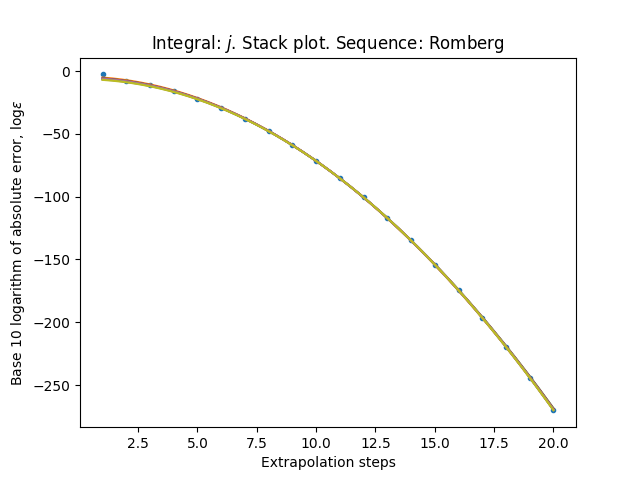 Integral: j. Stack plot. Sequence: Romberg
Base 10 logarithm of absolute error, logε
0
−50
−100
−150
−200
−250
2.5 5.0 7.5 10.0 12.5 15.0 17.5 20.0
Extrapolation steps